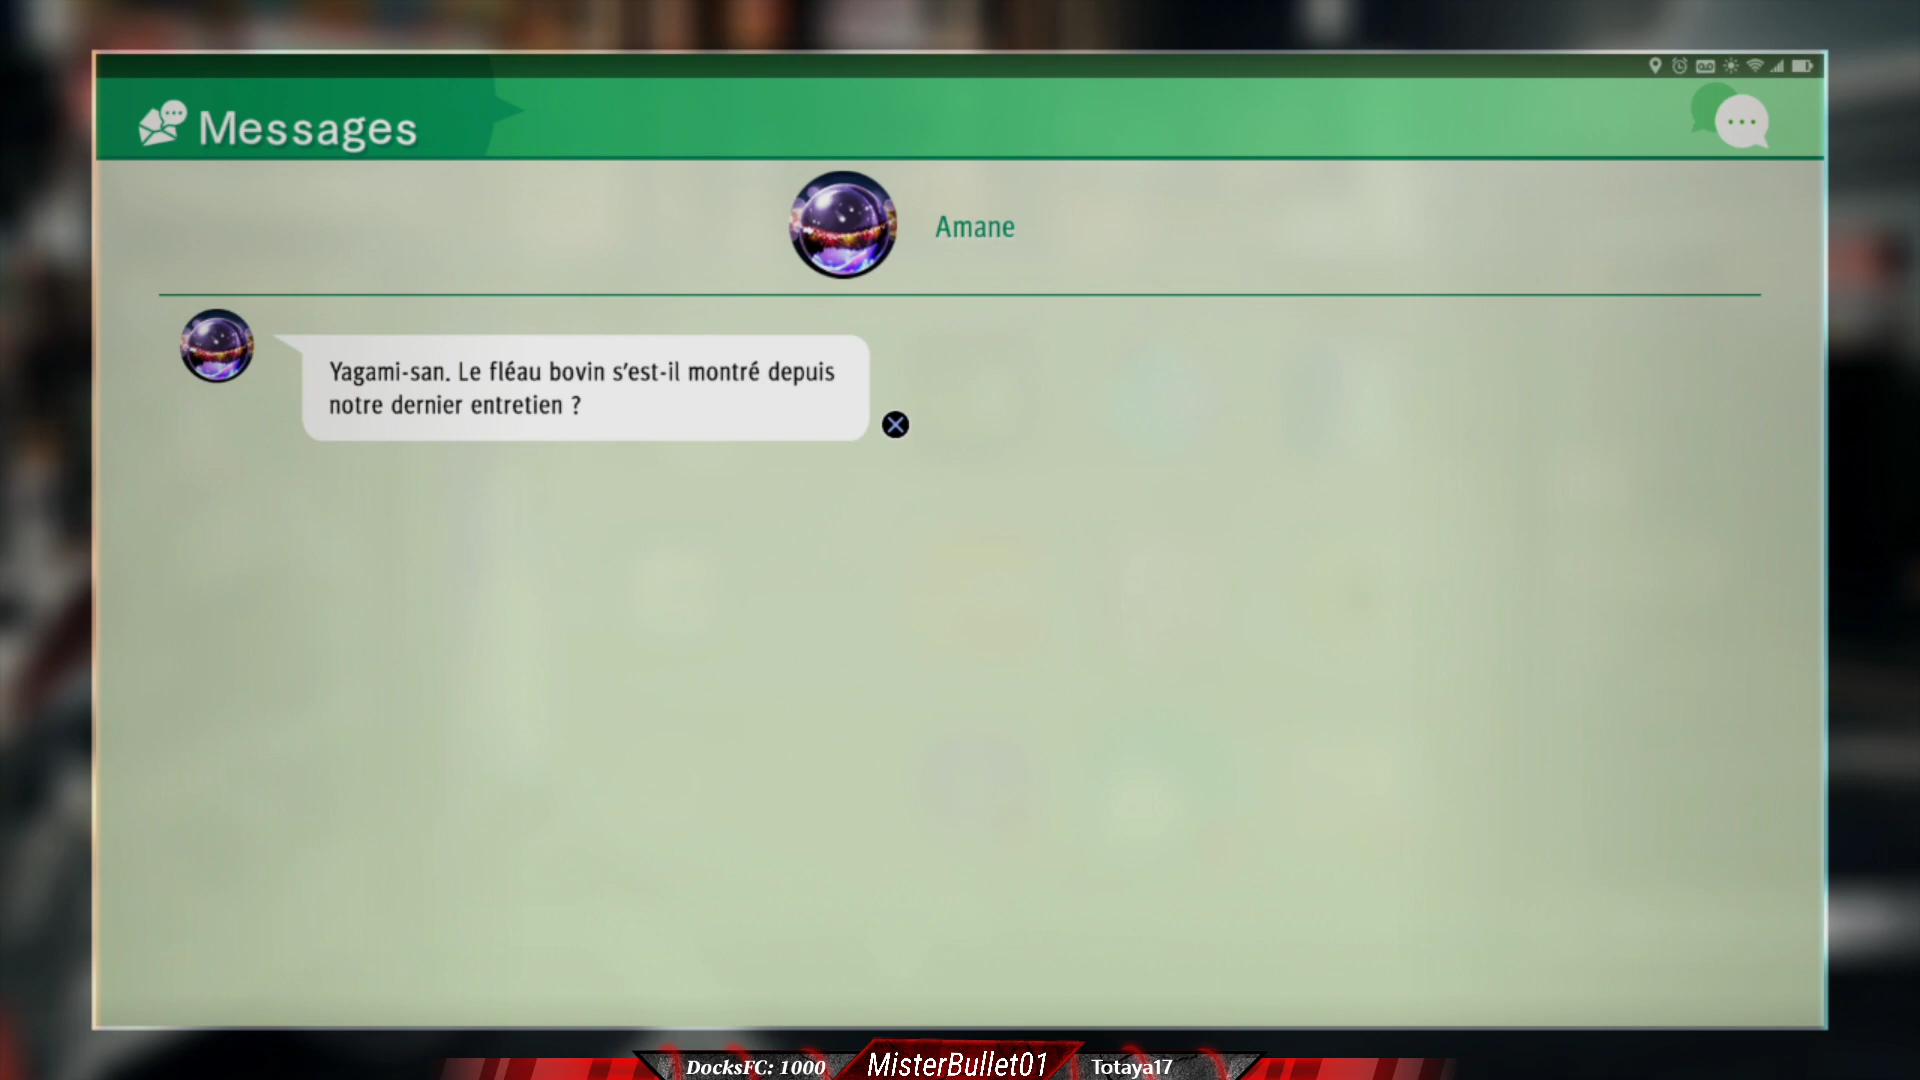 Messages
Amane
Yagami-san. Le fléau bovin s'est-il montré depuis
notre dernier entretien ?
DocksFC: 1000
MisterBullet01
Totaya17